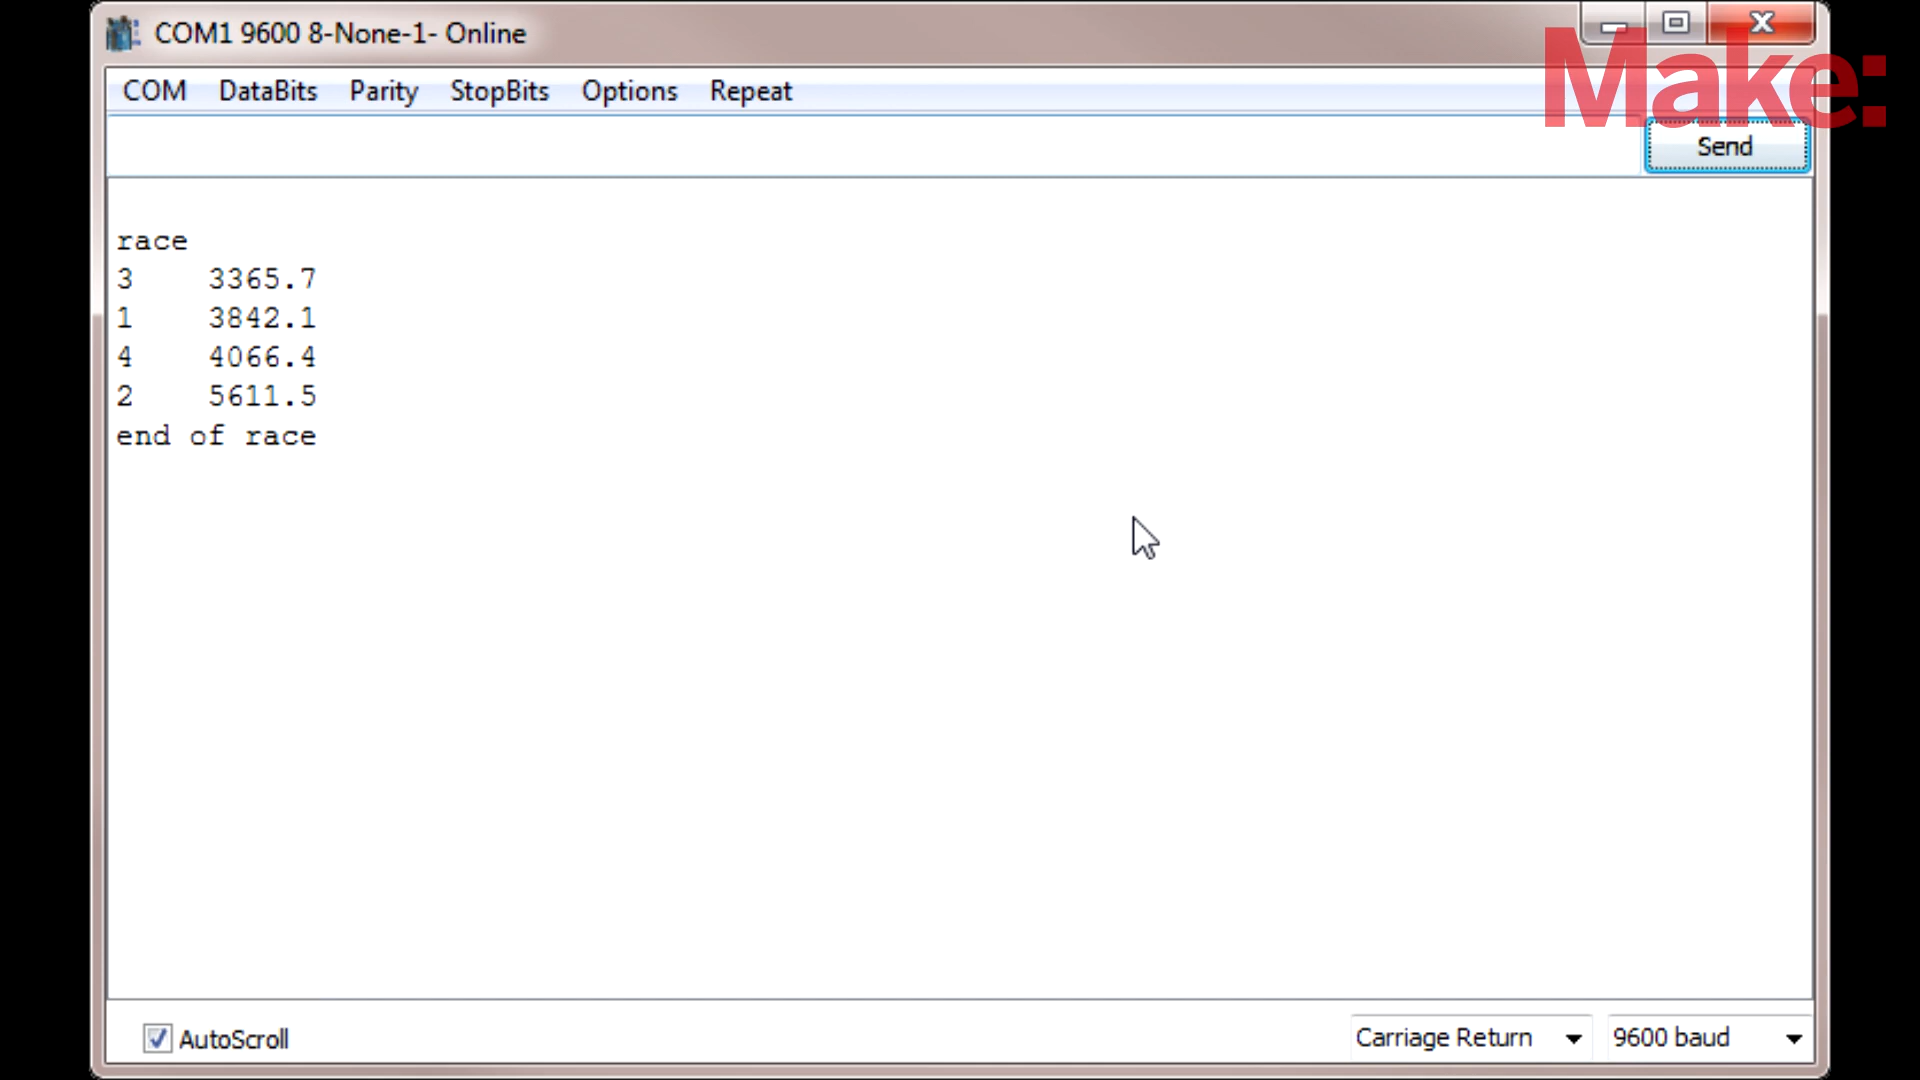 COM1 9600 8-None-1- Online
Make:
COM DataBits Parity StopBits Options Repeat
Send
race
3 3365.7
1 3842.1
4 4066.4
2 5611.5
end of race
AutoScroll
Carriage Return
9600 baud